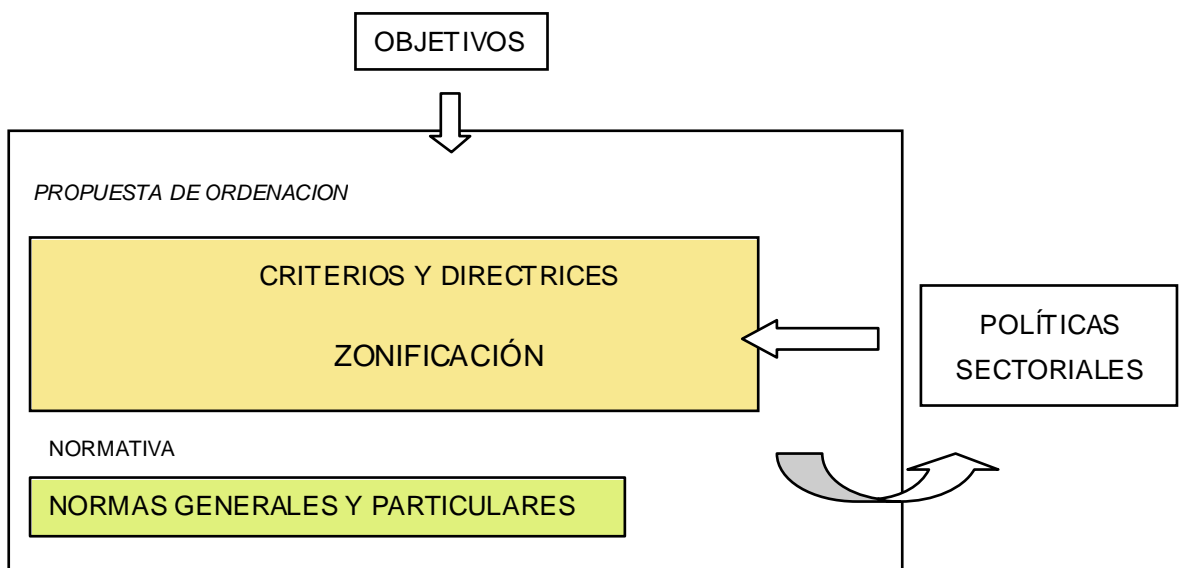 OBJETIVOS
PROPUESTA DE ORDENACION
CRITERIOS Y DIRECTRICES
ZONIFICACIÓN
POLÍTICAS
SECTORIALES
NORMATIVA
NORMAS GENERALES Y PARTICULARES